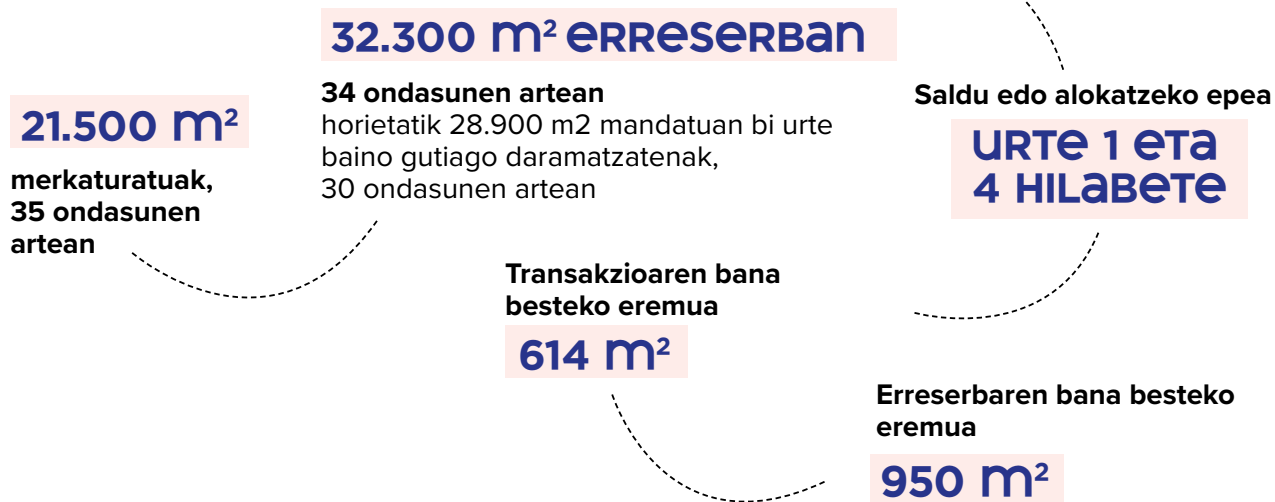 21.500 m²
merkaturatuak,
35 ondasunen
artean
32.300 m² erreserban
34 ondasunen artean
horietatik 28.900 m2 mandatuan bi urte
baino gutiago daramatzatenak,
30 ondasunen artean
Saldu edo alokatzeko epea
urte 1 eta
4 hilabete
Transakzioaren bana
besteko eremua
614 m²
Erreserbaren bana besteko
eremua
950 m²